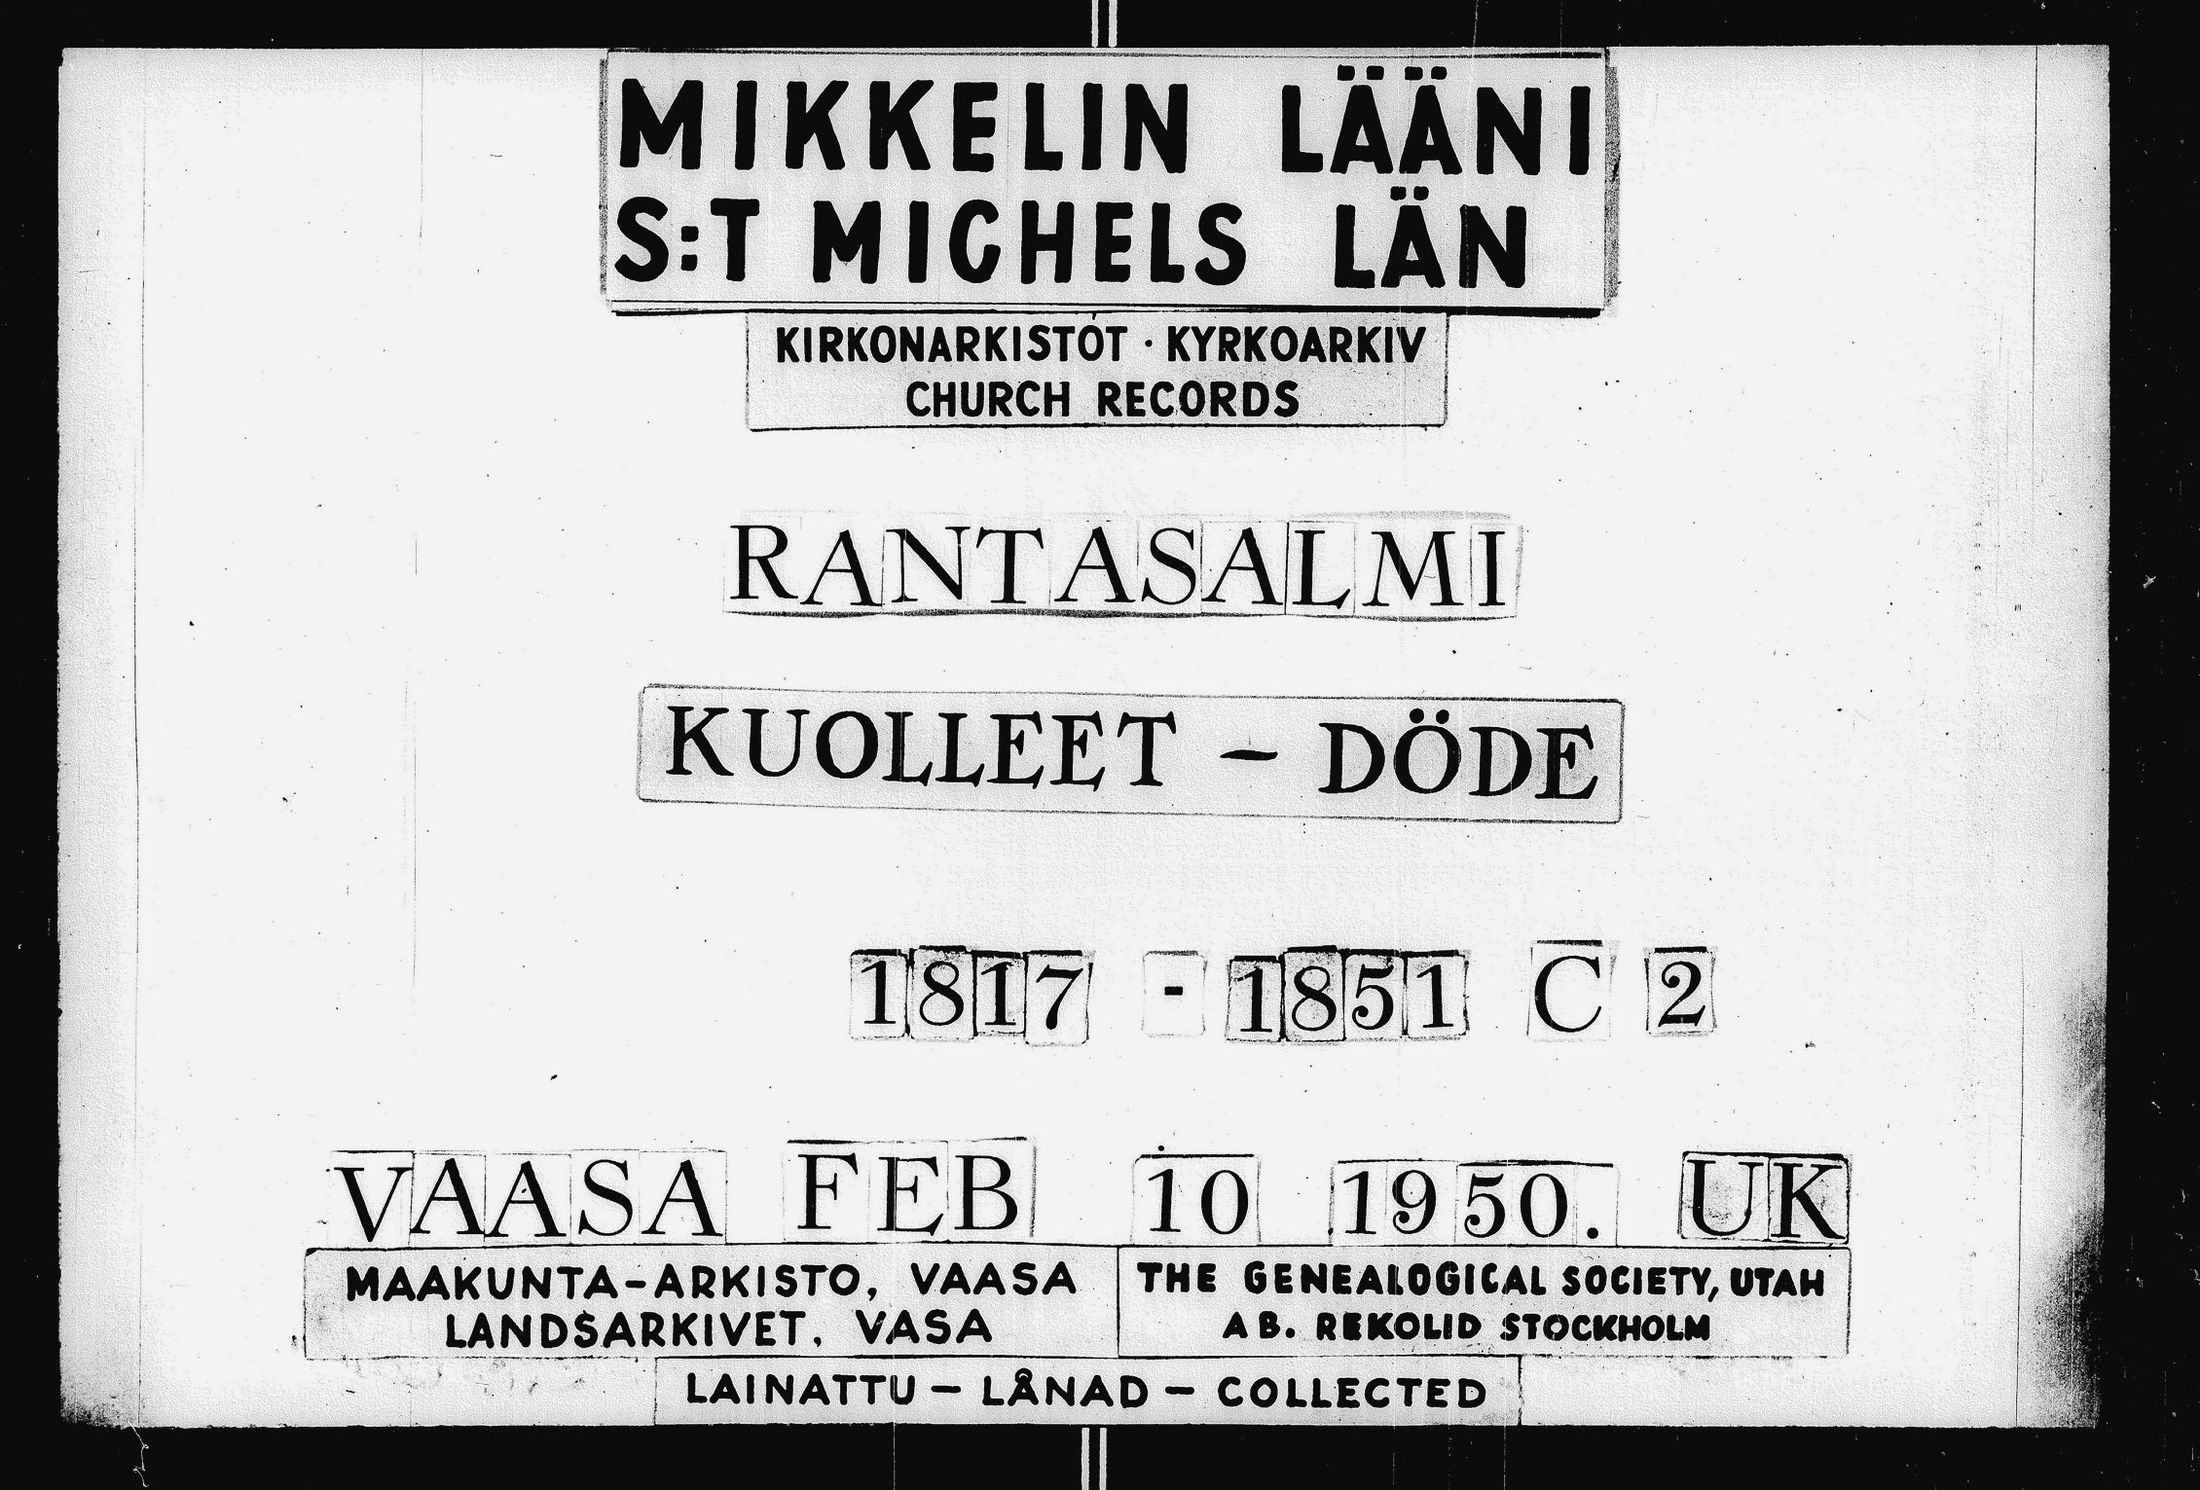 MIKKELIN LÄÄNI
S:T MICHELS LÄN
KIRKONARKISTOT · KYRKOARKIV
CHURCH RECORDS
RANTASALMI
KUOLLEET – DÖDE
1817 - 1851 C 2
VAASA FEB 10 1950. UK
MAAKUNTA-ARKISTO, VAASA
LANDSARKIVET, VASA
THE GENEALOGICAL SOCIETY, UTAH
AB. REKOLID STOCKHOLM
LAINATTU – LÅNAD – COLLECTED